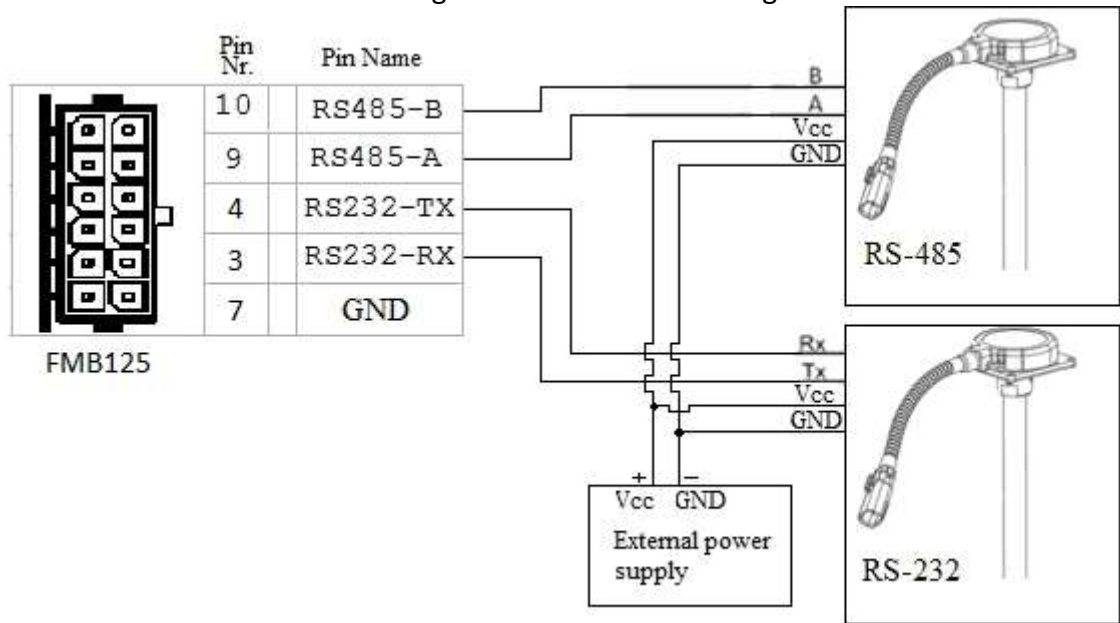 Pin Nr. Pin Name
10 RS485-B
9 RS485-A
4 RS232-TX
3 RS232-RX
7 GND
FMB125
B
A
Vcc
GND
RS-485
Rx
Tx
Vcc
GND
RS-232
+ −
Vcc GND
External power
supply